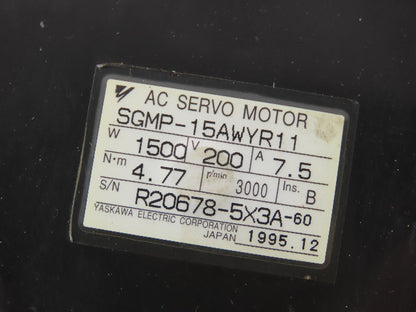 AC SERVO MOTOR
SGMP-15AWYR11
W 1500 V 200 A 7.5
N·m 4.77 r/min 3000 Ins. B
S/N R20678-5X3A-60
YASKAWA ELECTRIC CORPORATION
JAPAN 1995.12